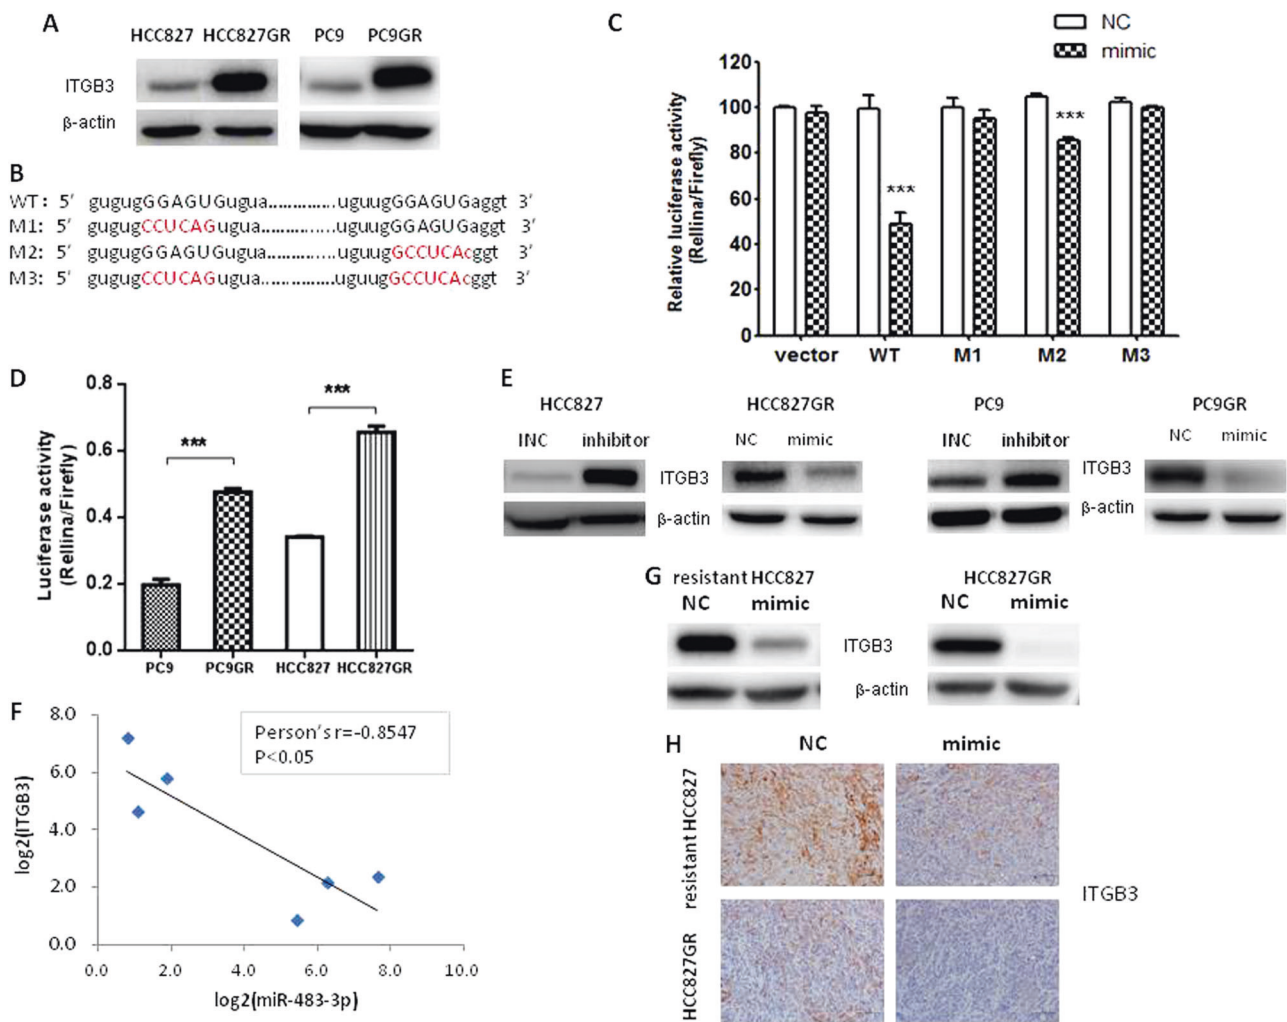 A
HCC827 HCC827GR PC9 PC9GR
ITGB3
β-actin
B
WT: 5' gugugGGAGUGugua..............uguugGGAGUGaggt 3'
M1: 5' gugugCCUCAGugua..............uguugGGAGUGaggt 3'
M2: 5' gugugGGAGUGugua..............uguugGCCUCAcggt 3'
M3: 5' gugugCCUCAGugua..............uguugGCCUCAcggt 3'
C
NC
mimic
Relative luciferase activity
(Rellina/Firefly)
120
100
80
60
40
20
0
*** ***
vector WT M1 M2 M3
D
Luciferase activity
(Rellina/Firefly)
0.8
0.6
0.4
0.2
0.0
*** ***
PC9 PC9GR HCC827 HCC827GR
E
HCC827 HCC827GR PC9 PC9GR
INC inhibitor NC mimic INC inhibitor NC mimic
ITGB3 ITGB3
β-actin β-actin
F
Person's r=-0.8547
P<0.05
log2(ITGB3)
8.0
6.0
4.0
2.0
0.0
0.0 2.0 4.0 6.0 8.0 10.0
log2(miR-483-3p)
G
resistant HCC827 HCC827GR
NC mimic NC mimic
ITGB3
β-actin
H
NC mimic
resistant HCC827
HCC827GR
ITGB3